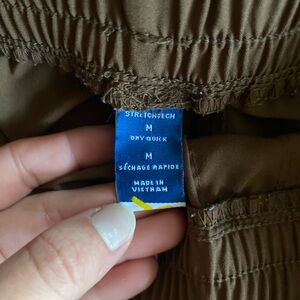 STRETCHTECH
M
DRY QUICK
M
SÉCHAGE RAPIDE
MADE IN
VIETNAM